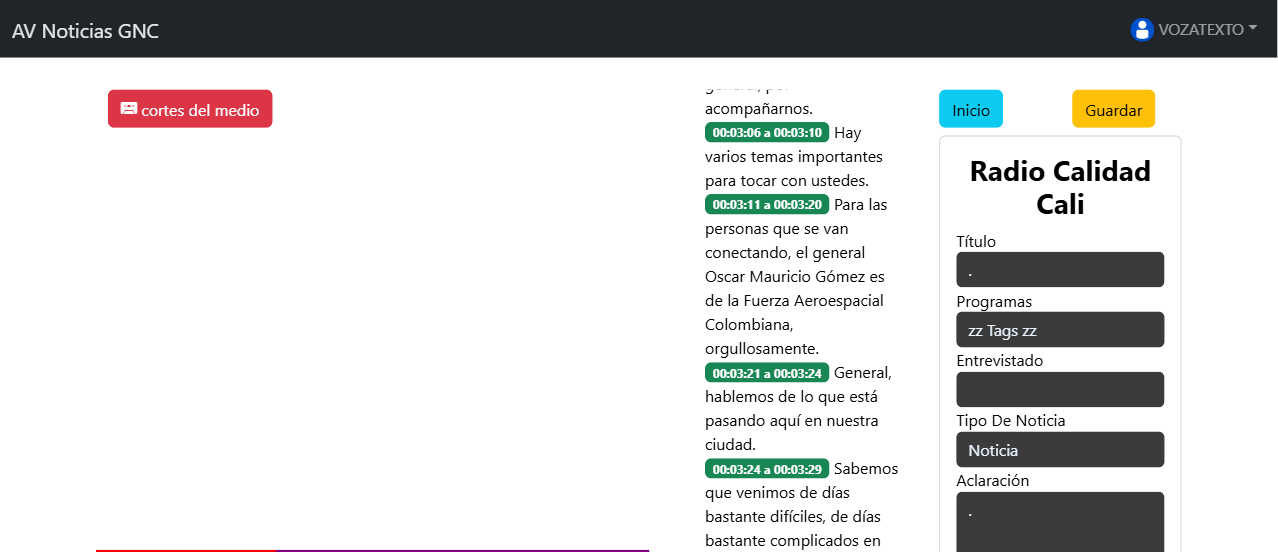 AV Noticias GNC
VOZATEXTO
cortes del medio
acompañarnos.
00:03:06 a 00:03:10 Hay
varios temas importantes
para tocar con ustedes.
00:03:11 a 00:03:20 Para las
personas que se van
conectando, el general
Oscar Mauricio Gómez es
de la Fuerza Aeroespacial
Colombiana,
orgullosamente.
00:03:21 a 00:03:24 General,
hablemos de lo que está
pasando aquí en nuestra
ciudad.
00:03:24 a 00:03:29 Sabemos
que venimos de días
bastante difíciles, de días
bastante complicados en
Inicio
Guardar
Radio Calidad
Cali
Título
.
Programas
zz Tags zz
Entrevistado
Tipo De Noticia
Noticia
Aclaración
.